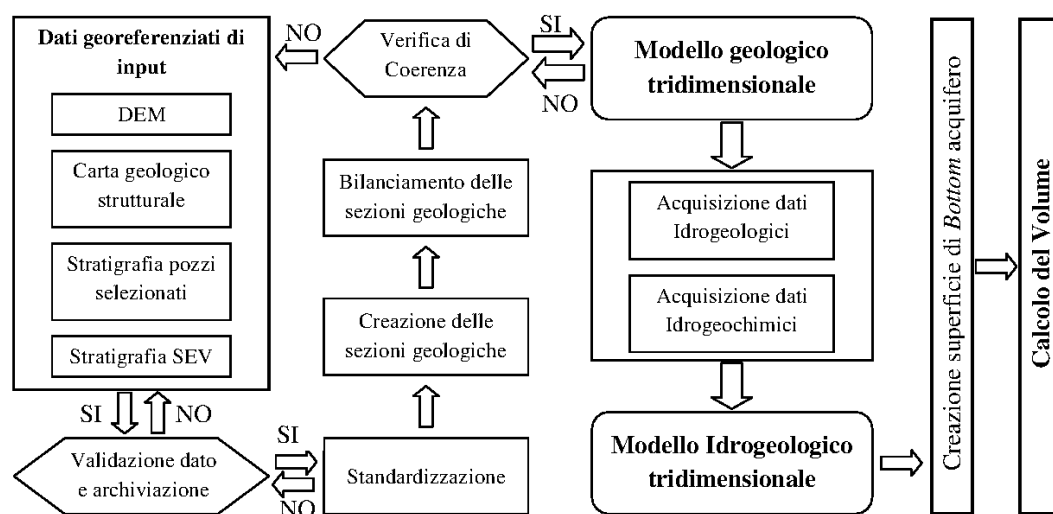 Dati georeferenziati di
input
DEM
Carta geologico
strutturale
Stratigrafia pozzi
selezionati
Stratigrafia SEV
SI
NO
Validazione dato
e archiviazione
SI
NO
Standardizzazione
Creazione delle
sezioni geologiche
Bilanciamento delle
sezioni geologiche
Verifica di
Coerenza
NO
SI
NO
Modello geologico
tridimensionale
Acquisizione dati
Idrogeologici
Acquisizione dati
Idrogeochimici
Modello Idrogeologico
tridimensionale
Creazione superficie di Bottom acquifero
Calcolo del Volume